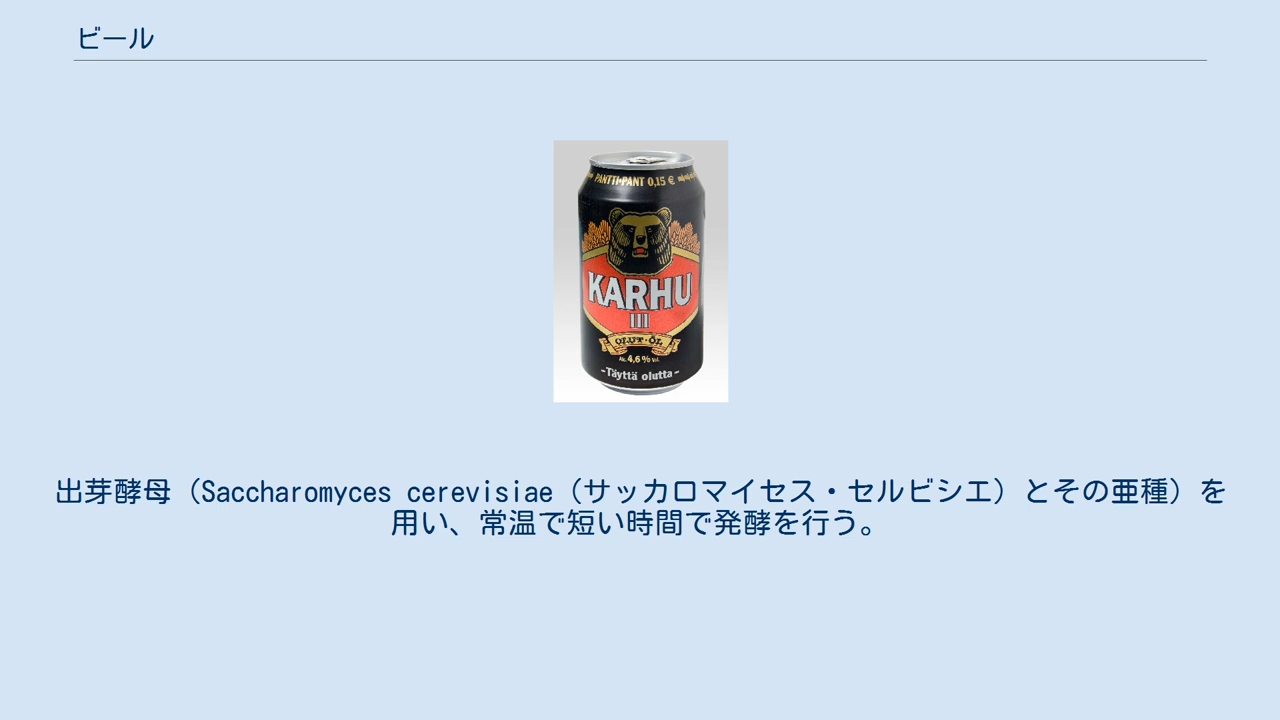 ビール
PANTTI·PANT 0,15 €
KARHU
III
OLUT·ÖL
Alc. 4,6 % Vol.
-Täyttä olutta-
出芽酵母（Saccharomyces cerevisiae（サッカロマイセス・セルビシエ）とその亜種）を
用い、常温で短い時間で発酵を行う。